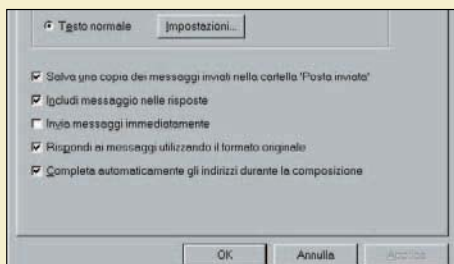 Testo normale Impostazioni...
Salva una copia dei messaggi inviati nella cartella 'Posta inviata'
Includi messaggio nelle risposte
Invia messaggi immediatamente
Rispondi ai messaggi utilizzando il formato originale
Completa automaticamente gli indirizzi durante la composizione
OK Annulla Applica